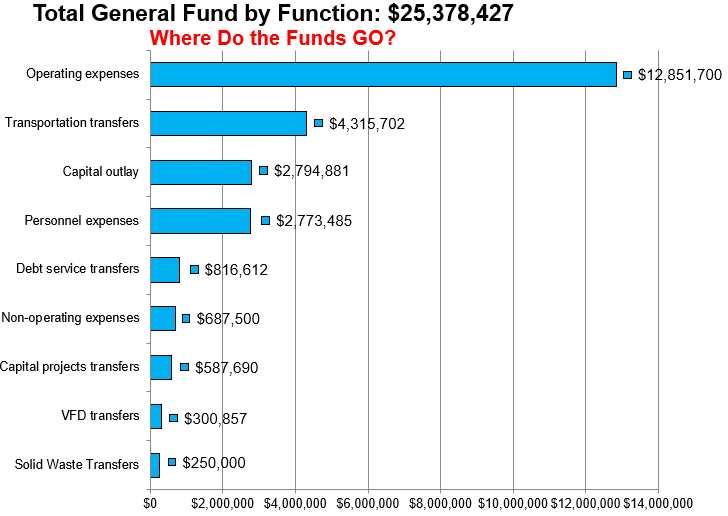 Total General Fund by Function: $25,378,427
Where Do the Funds GO?
Operating expenses $12,851,700
Transportation transfers $4,315,702
Capital outlay $2,794,881
Personnel expenses $2,773,485
Debt service transfers $816,612
Non-operating expenses $687,500
Capital projects transfers $587,690
VFD transfers $300,857
Solid Waste Transfers $250,000
$0 $2,000,000 $4,000,000 $6,000,000 $8,000,000 $10,000,000 $12,000,000 $14,000,000